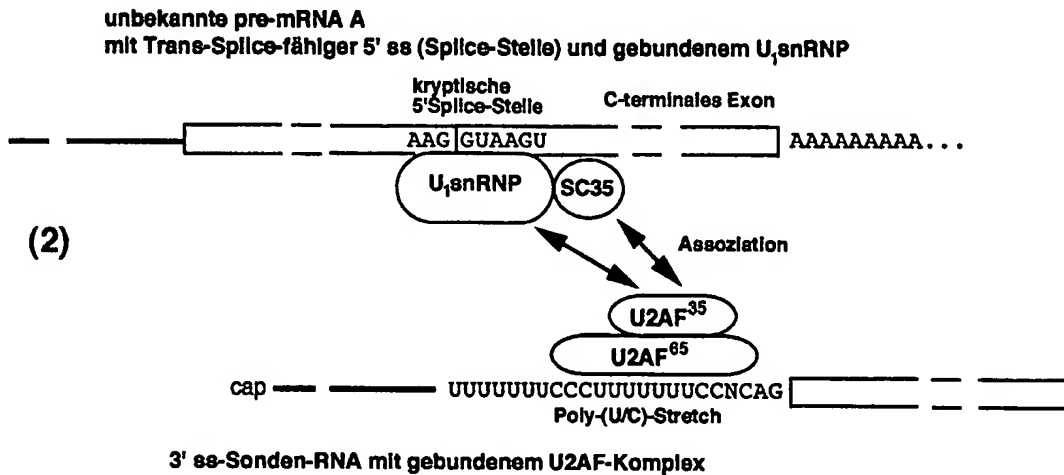 unbekannte pre-mRNA A
mit Trans-Splice-fähiger 5' ss (Splice-Stelle) und gebundenem U₁snRNP
kryptische
5'Splice-Stelle
C-terminales Exon
AAG GUAAGU
AAAAAAAAA...
U₁snRNP
SC35
(2)
Assoziation
U2AF³⁵
U2AF⁶⁵
cap
UUUUUUUCCCUUUUUUUCCNCAG
Poly-(U/C)-Stretch
3' ss-Sonden-RNA mit gebundenem U2AF-Komplex